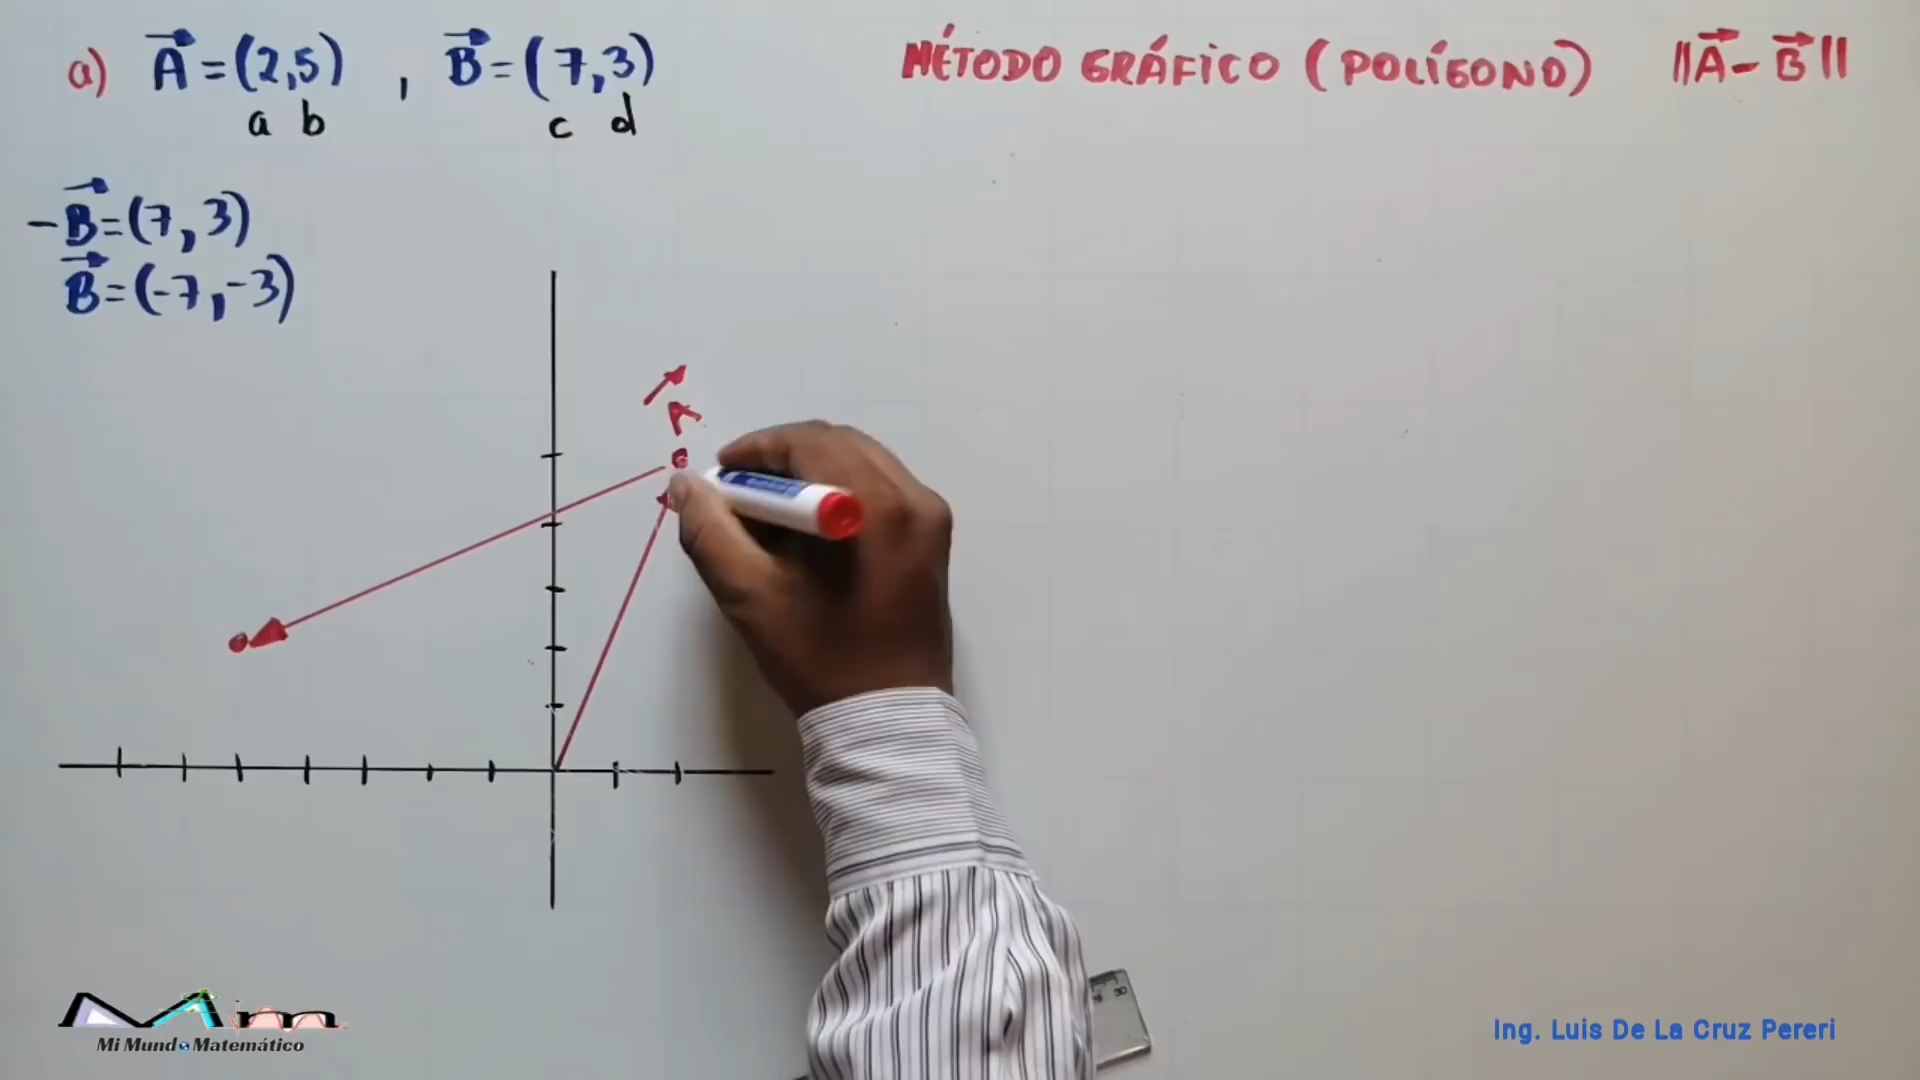 a) A = (2,5) , B = (7,3)
a b c d
MÉTODO GRÁFICO (POLÍGONO) ||A - B||
-B = (7, 3)
B = (-7, -3)
A
Mim
Mi Mundo Matemático
Ing. Luis De La Cruz Pereri